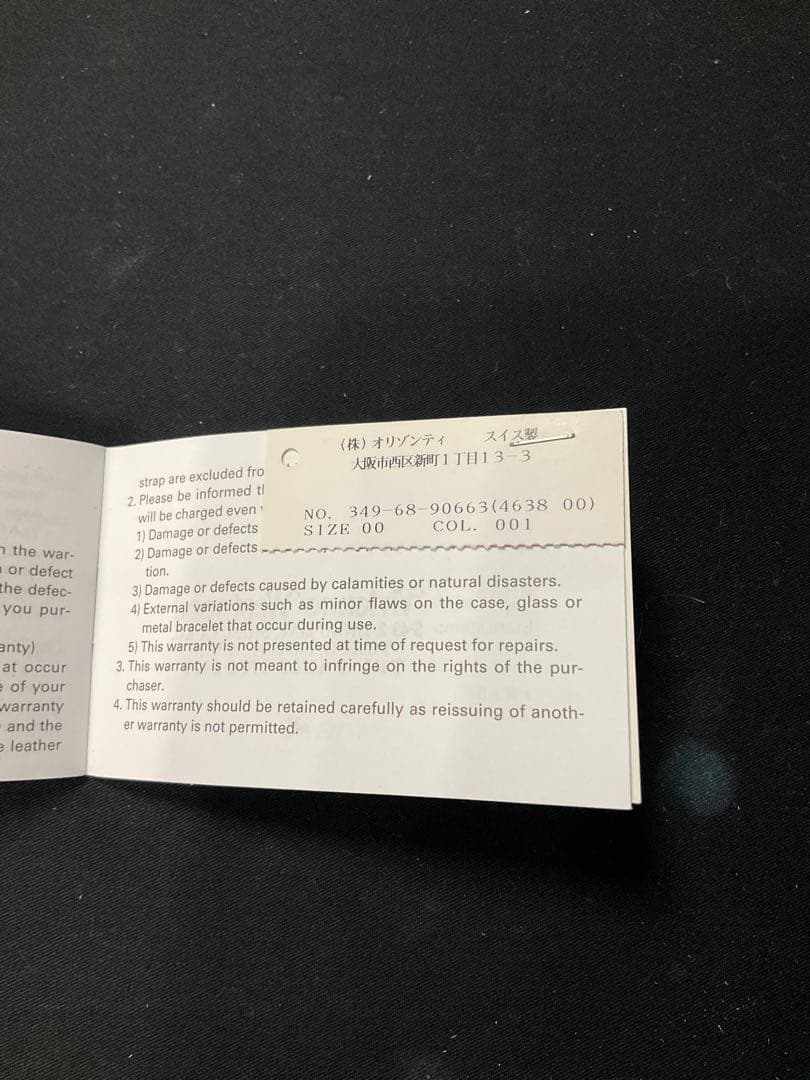 n the war-
or defect
the defec-
you pur-
anty)
at occur
e of your
warranty
and the
e leather
strap are excluded fro
2. Please be informed tl
will be charged even
1) Damage or defects
2) Damage or defects
tion.
3) Damage or defects caused by calamities or natural disasters.
4) External variations such as minor flaws on the case, glass or
metal bracelet that occur during use.
5) This warranty is not presented at time of request for repairs.
3. This warranty is not meant to infringe on the rights of the pur-
chaser.
4. This warranty should be retained carefully as reissuing of anoth-
er warranty is not permitted.
(株)オリゾンティ スイス製
大阪市西区新町1丁目13-3
NO. 349-68-90663(4638 00)
SIZE 00 COL. 001